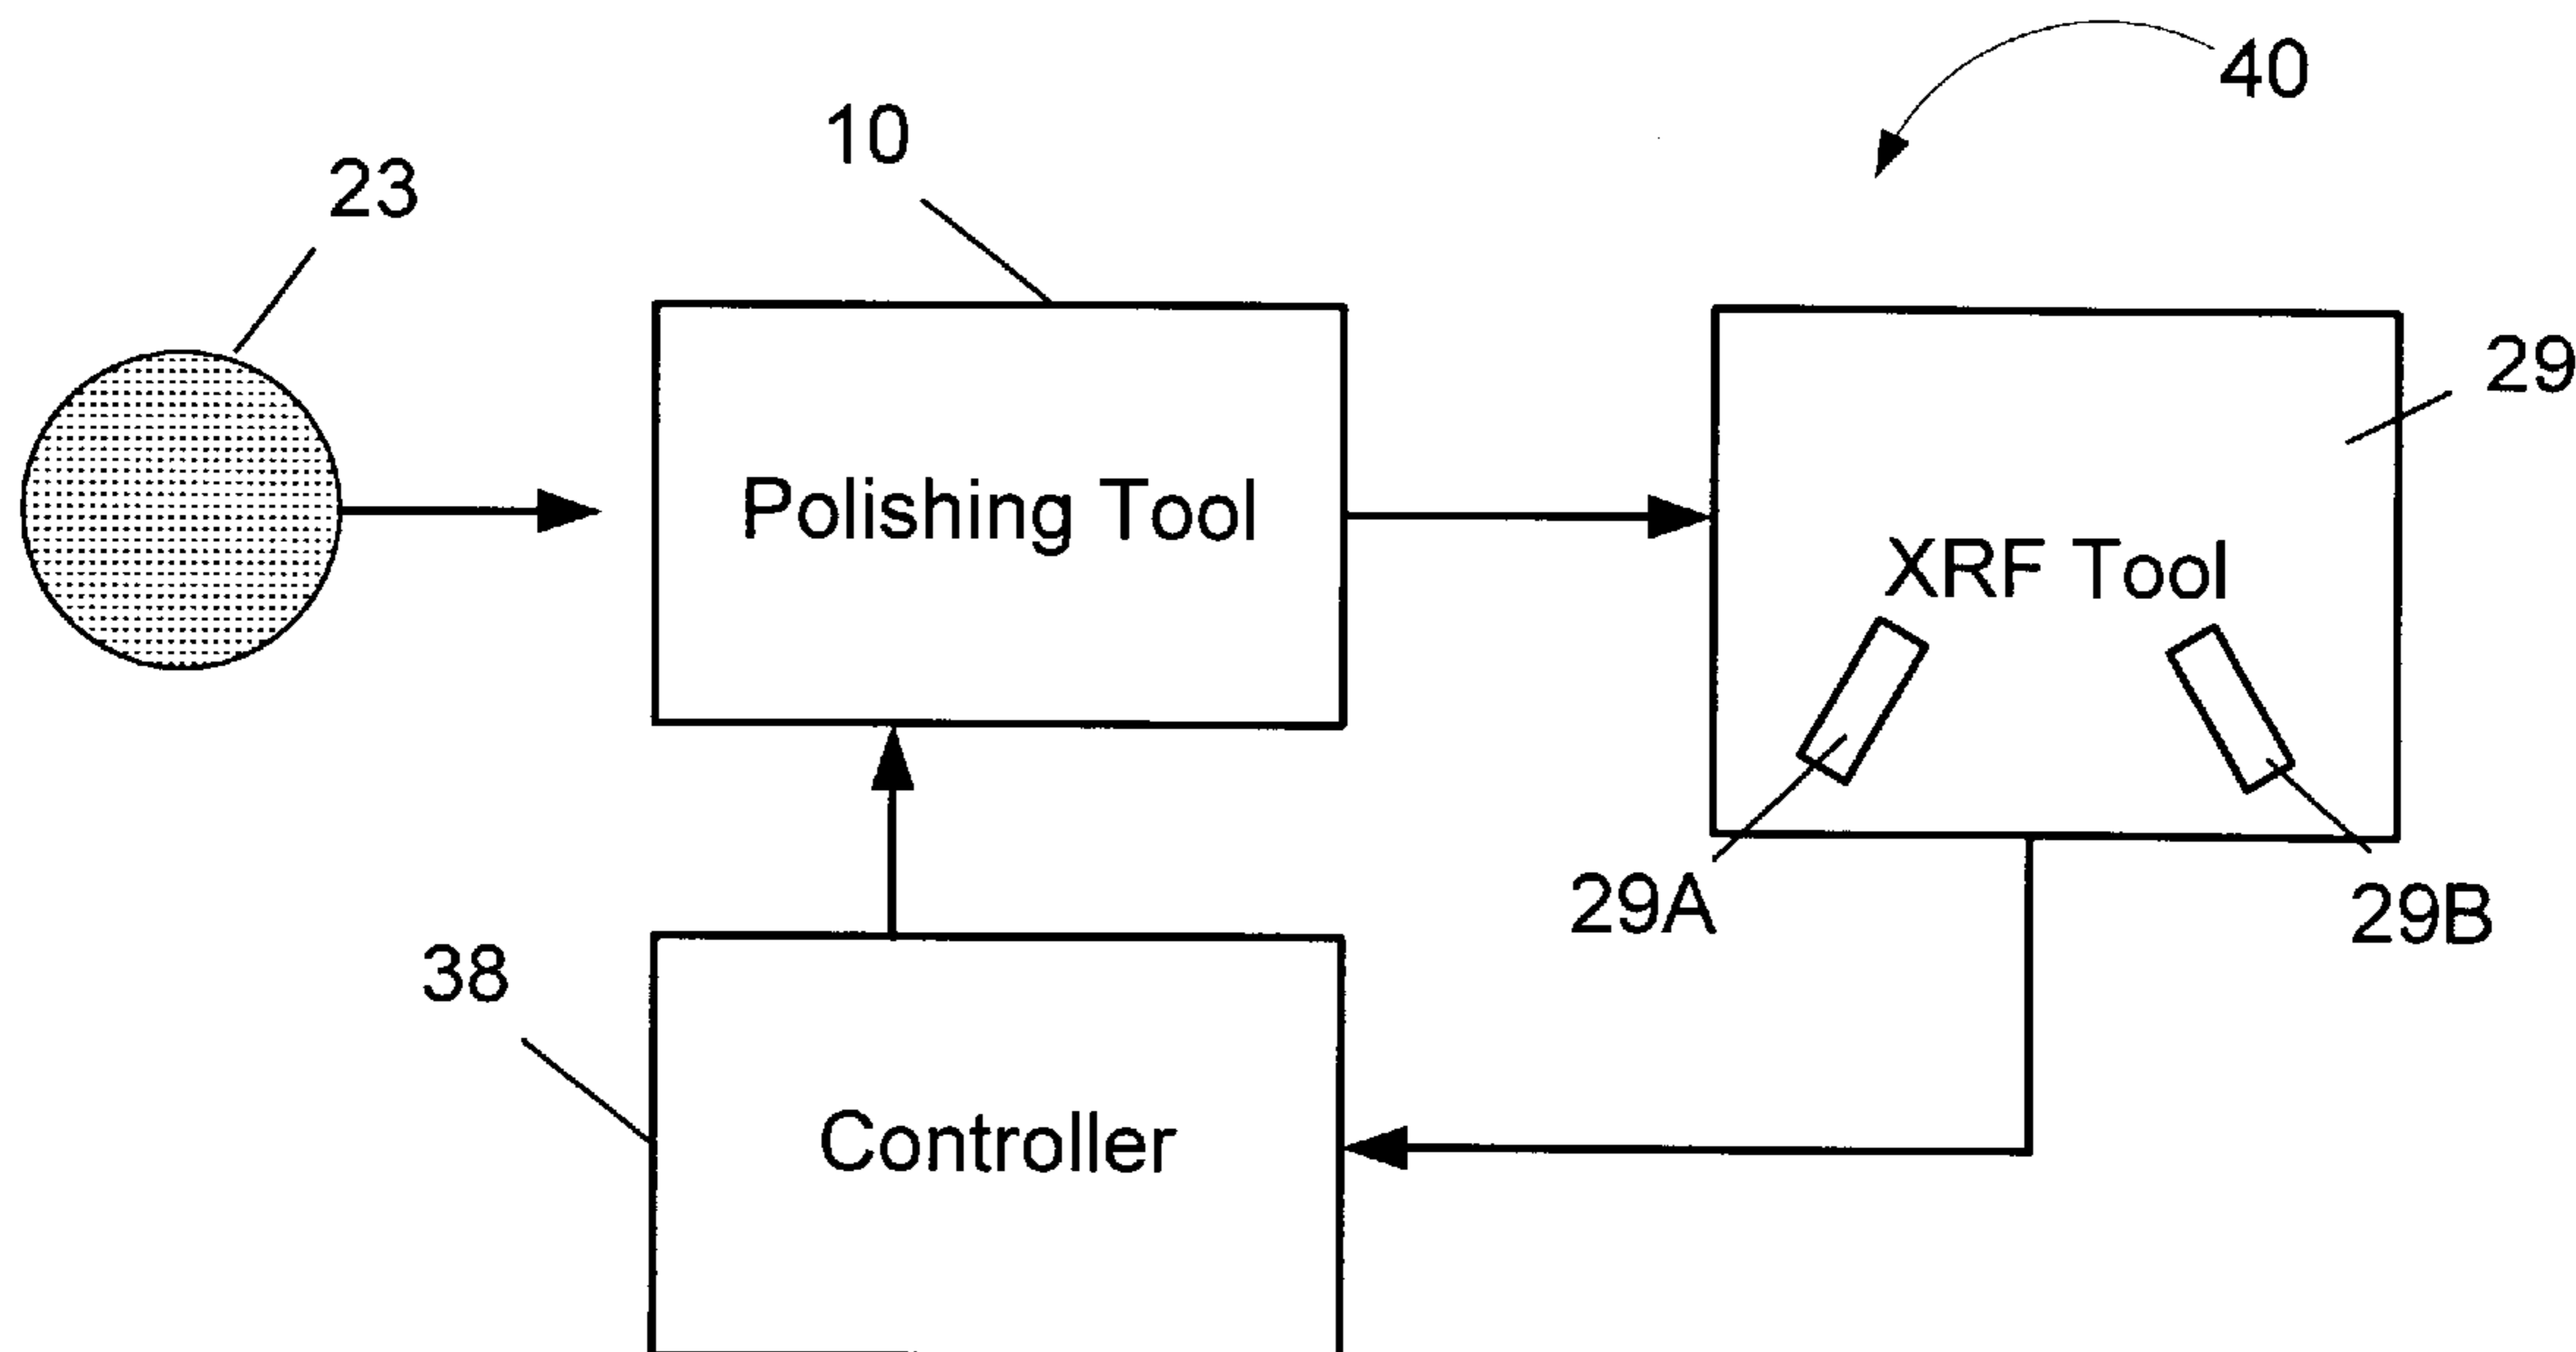 40
10
23
29
Polishing Tool
XRF Tool
29A
29B
38
Controller